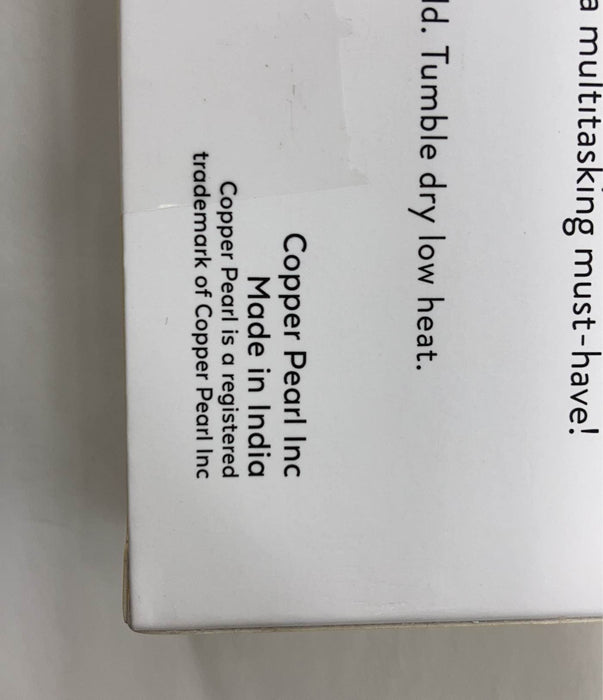 a multitasking must-have!
ld. Tumble dry low heat.
Copper Pearl Inc
Made in India
Copper Pearl is a registered
trademark of Copper Pearl Inc